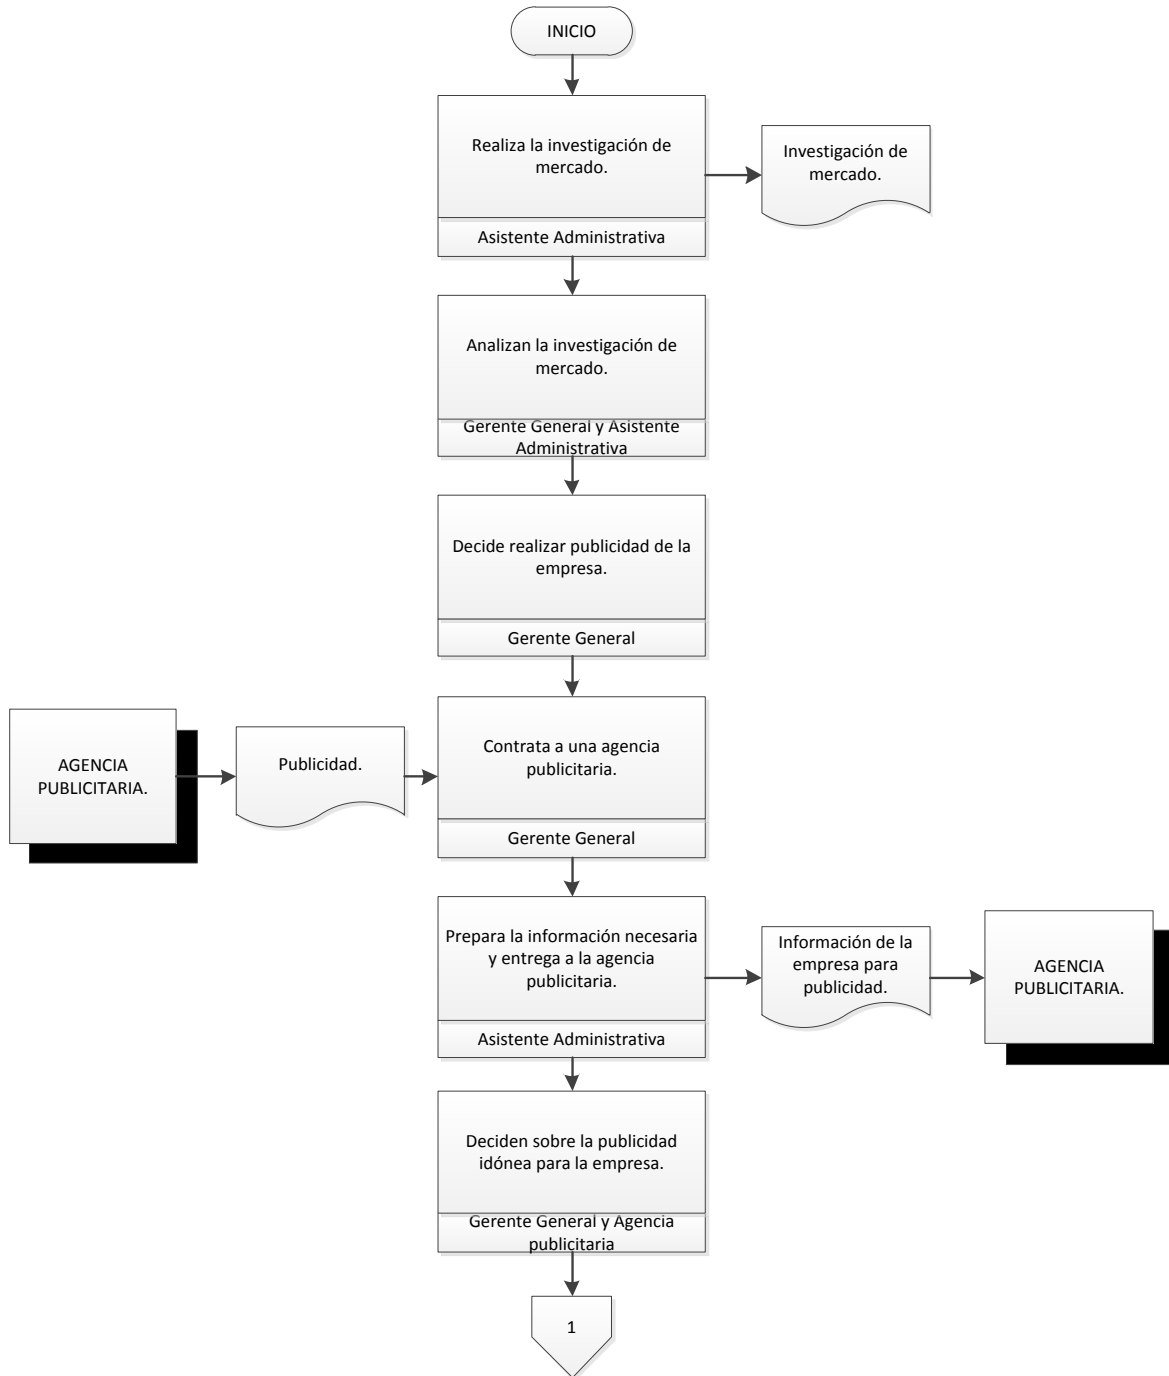 INICIO
Realiza la investigación de
mercado.
Asistente Administrativa
Investigación de
mercado.
Analizan la investigación de
mercado.
Gerente General y Asistente
Administrativa
Decide realizar publicidad de la
empresa.
Gerente General
AGENCIA
PUBLICITARIA.
Publicidad.
Contrata a una agencia
publicitaria.
Gerente General
Prepara la información necesaria
y entrega a la agencia
publicitaria.
Asistente Administrativa
Información de la
empresa para
publicidad.
AGENCIA
PUBLICITARIA.
Deciden sobre la publicidad
idónea para la empresa.
Gerente General y Agencia
publicitaria
1